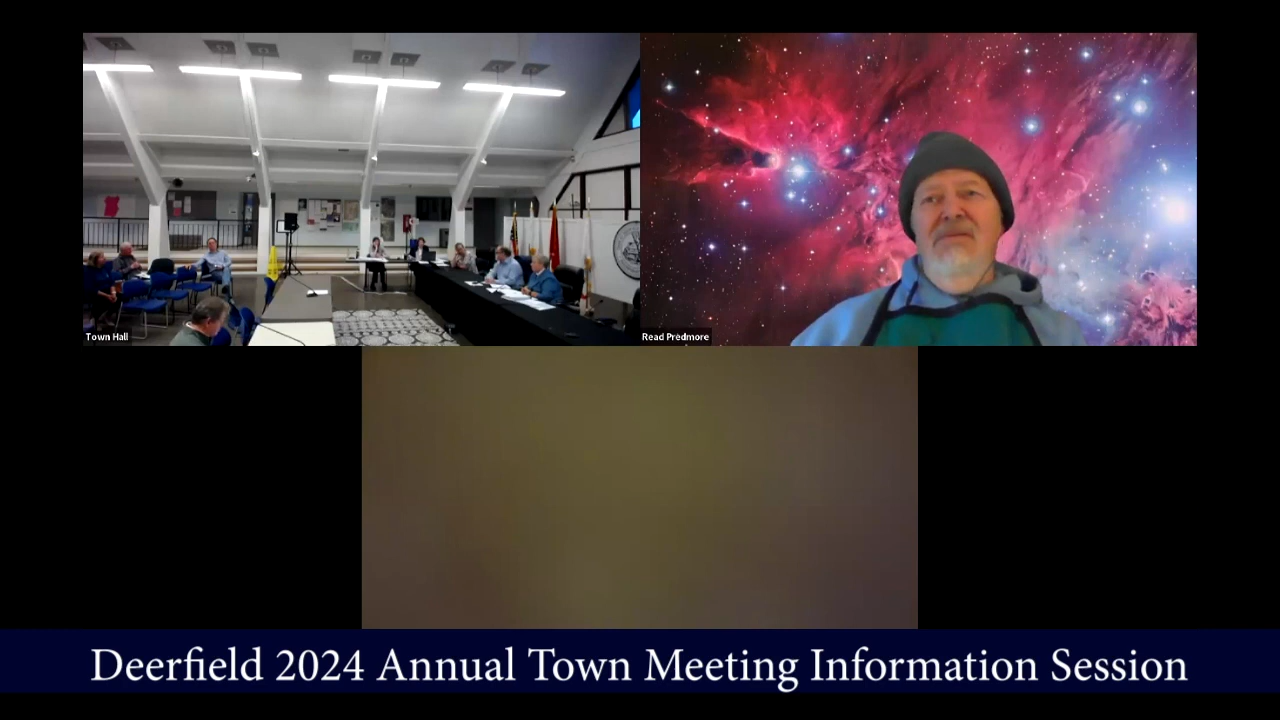 Town Hall
Read Predmore
Deerfield 2024 Annual Town Meeting Information Session